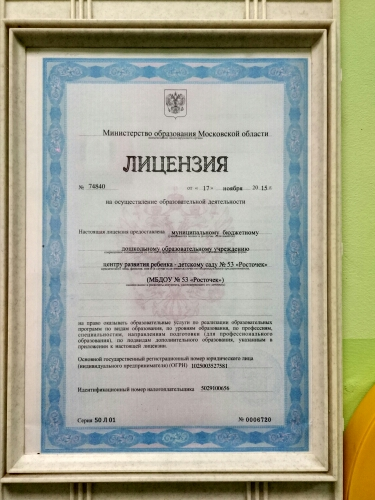 Министерство образования Московской области
ЛИЦЕНЗИЯ
№ 74840 от « 17 » ноября 2015 г.
на осуществление образовательной деятельности
Настоящая лицензия предоставлена муниципальному бюджетному
дошкольному образовательному учреждению
центру развития ребенка - детскому саду № 53 «Росточек»
(МБДОУ № 53 «Росточек»)
на право оказывать образовательные услуги по реализации образовательных
программ по видам образования, по уровням образования, по профессиям,
специальностям, направлениям подготовки (для профессионального
образования), по подвидам дополнительного образования, указанным в
приложении к настоящей лицензии.
Основной государственный регистрационный номер юридического лица
(индивидуального предпринимателя) (ОГРН) 1025003527581
Идентификационный номер налогоплательщика 5029100656
Серия 50 Л 01 № 0006720